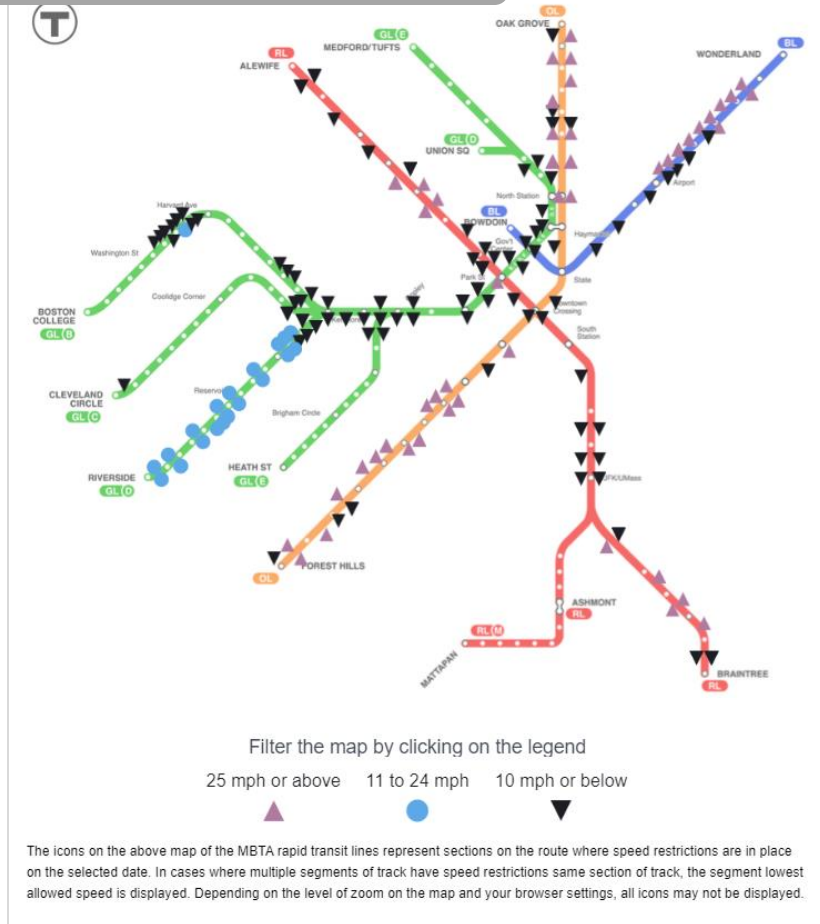 T
OL
OAK GROVE
GL E
MEDFORD/TUFTS
BL
WONDERLAND
RL
ALEWIFE
GL D
UNION SQ
Airport
North Station
BL
BOWDOIN
Harvard Ave
Gov't
Center
Washington St
Park St
State
Coolidge Corner
BOSTON
COLLEGE
GL B
Crossing
South
Station
CLEVELAND
CIRCLE
GL C
Brigham Circle
RIVERSIDE
GL D
HEATH ST
GL E
JFK/UMass
FOREST HILLS
OL
ASHMONT
RL
RL M
MATTAPAN
BRAINTREE
RL
Filter the map by clicking on the legend
25 mph or above 11 to 24 mph 10 mph or below
The icons on the above map of the MBTA rapid transit lines represent sections on the route where speed restrictions are in place
on the selected date. In cases where multiple segments of track have speed restrictions same section of track, the segment lowest
allowed speed is displayed. Depending on the level of zoom on the map and your browser settings, all icons may not be displayed.